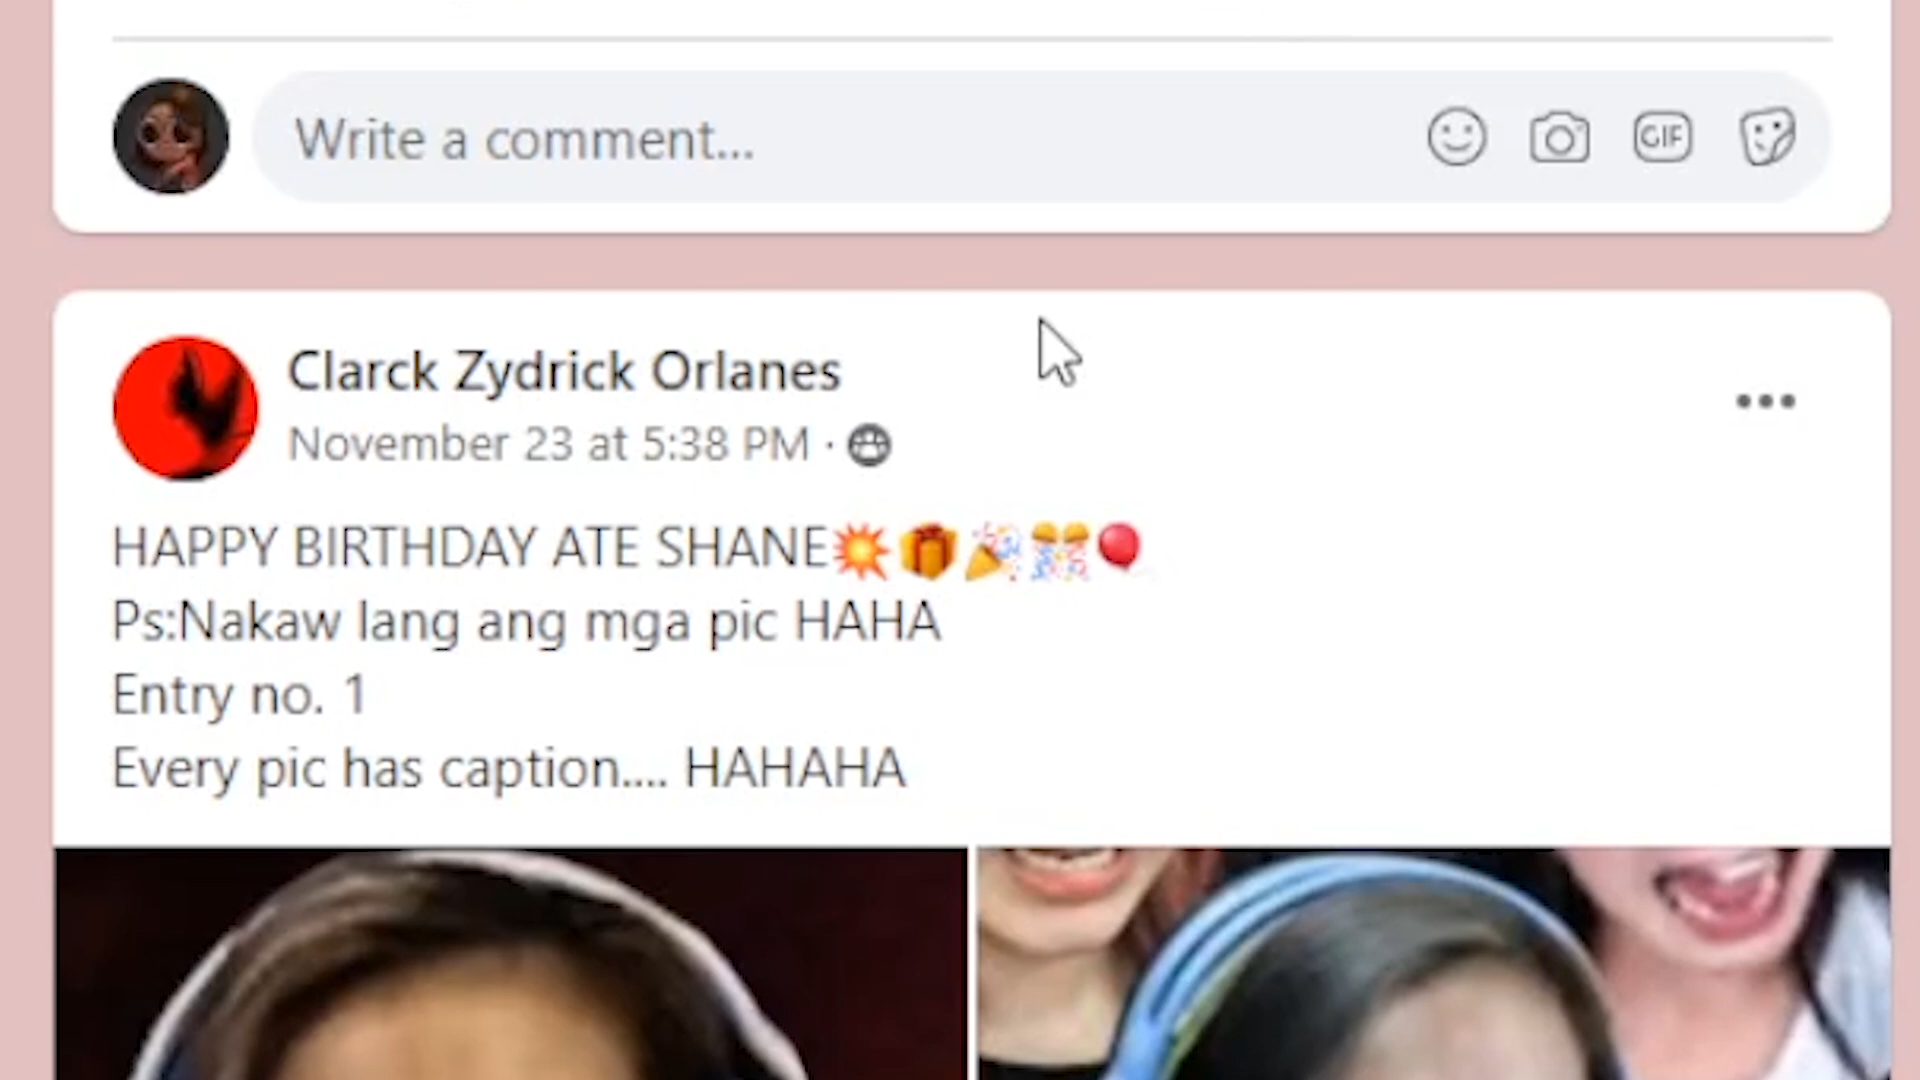 Write a comment...
GIF
Clarck Zydrick Orlanes
November 23 at 5:38 PM ·
HAPPY BIRTHDAY ATE SHANE💥🎁🎉🎊🎈
Ps:Nakaw lang ang mga pic HAHA
Entry no. 1
Every pic has caption.... HAHAHA